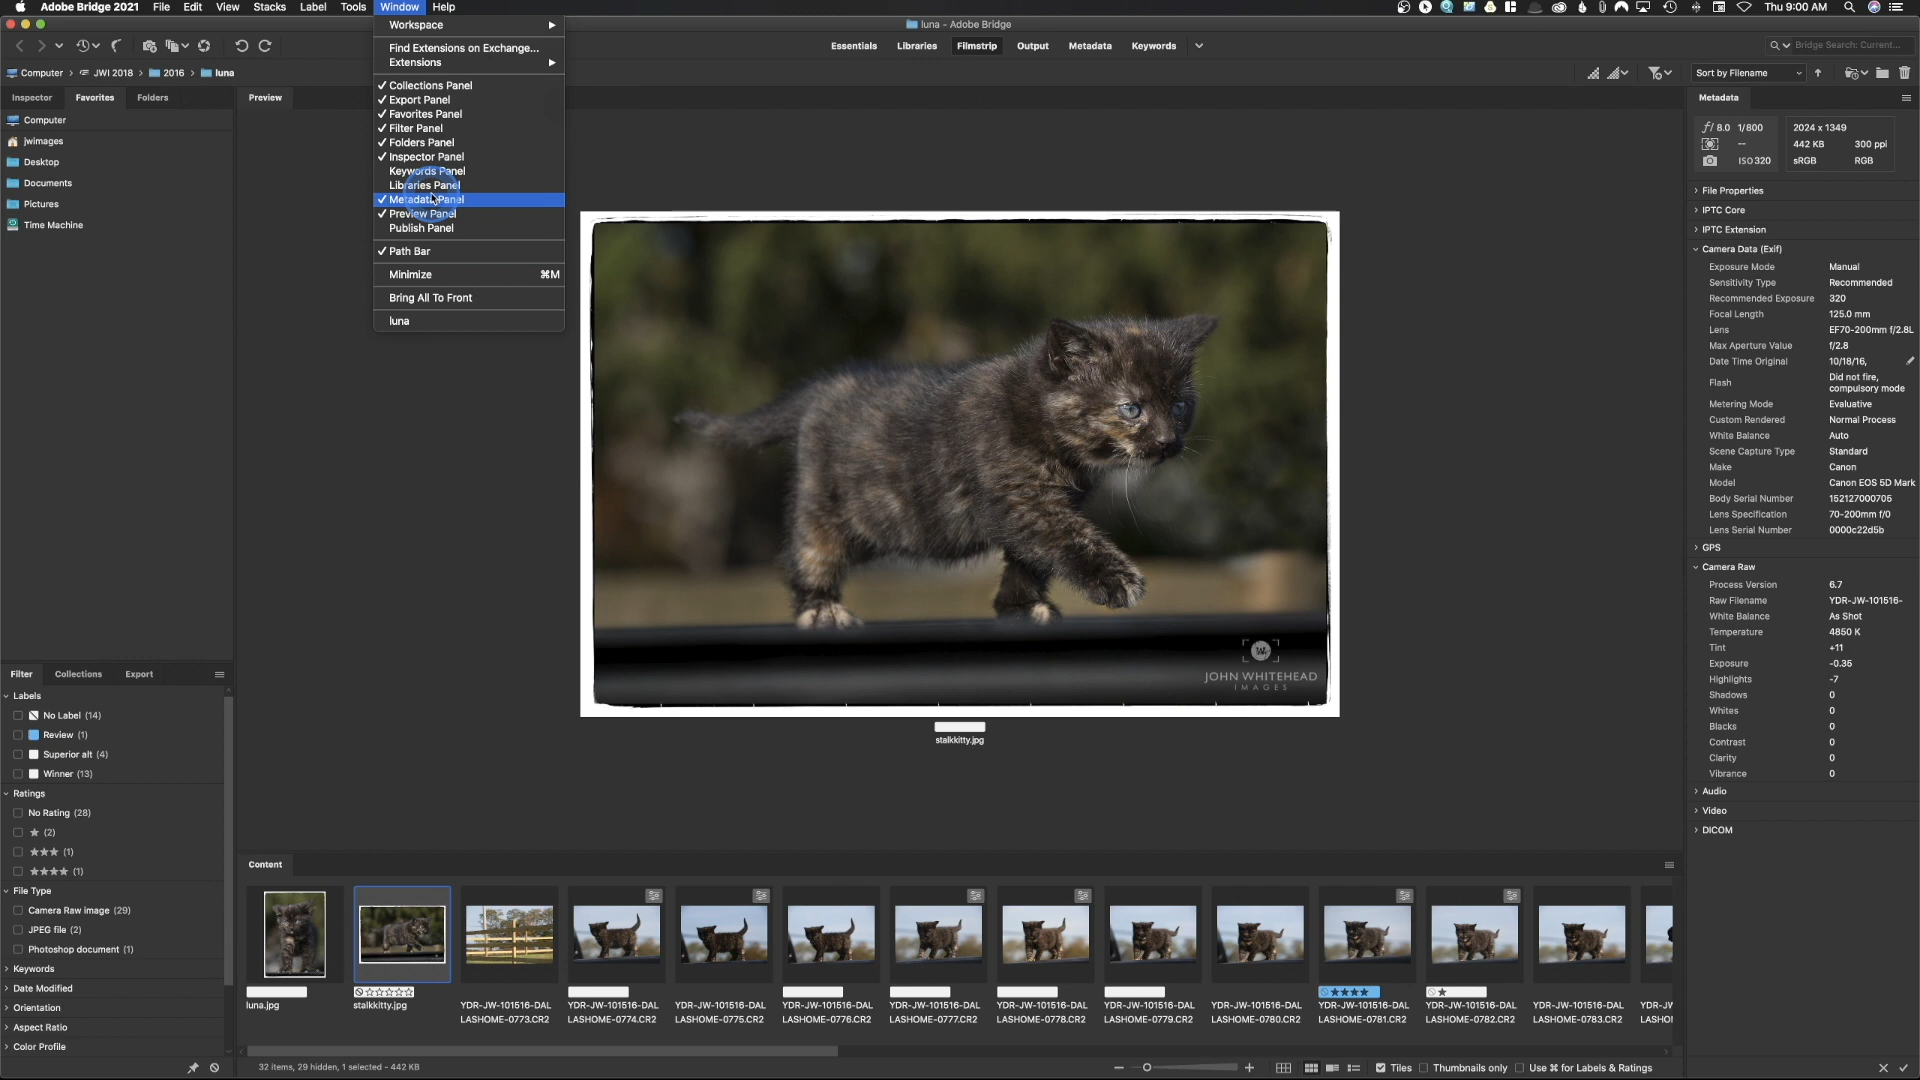 Adobe Bridge 2021 File Edit View Stacks Label Tools Window Help Thu 9:00 AM
luna - Adobe Bridge
Workspace
Find Extensions on Exchange...
Extensions
Collections Panel
Export Panel
Favorites Panel
Filter Panel
Folders Panel
Inspector Panel
Keywords Panel
Libraries Panel
Metadata Panel
Preview Panel
Publish Panel
Path Bar
Minimize ⌘M
Bring All To Front
luna
Essentials Libraries Filmstrip Output Metadata Keywords
Bridge Search: Current...
Computer > JWI 2018 > 2016 > luna
Sort by Filename
Inspector Favorites Folders
Computer
jwimages
Desktop
Documents
Pictures
Time Machine
Preview
JOHN WHITEHEAD
IMAGES
stalkkitty.jpg
Metadata
f/ 8.0 1/800
--
ISO 320
2024 x 1349
442 KB 300 ppi
sRGB RGB
File Properties
IPTC Core
IPTC Extension
Camera Data (Exif)
Exposure Mode Manual
Sensitivity Type Recommended
Recommended Exposure 320
Focal Length 125.0 mm
Lens EF70-200mm f/2.8L
Max Aperture Value f/2.8
Date Time Original 10/18/16,
Flash Did not fire,
compulsory mode
Metering Mode Evaluative
Custom Rendered Normal Process
White Balance Auto
Scene Capture Type Standard
Make Canon
Model Canon EOS 5D Mark
Body Serial Number 152127000705
Lens Specification 70-200mm f/0
Lens Serial Number 0000c22d5b
GPS
Camera Raw
Process Version 6.7
Raw Filename YDR-JW-101516-
White Balance As Shot
Temperature 4850 K
Tint +11
Exposure -0.35
Highlights -7
Shadows 0
Whites 0
Blacks 0
Contrast 0
Clarity 0
Vibrance 0
Audio
Video
DICOM
Filter Collections Export
Labels
No Label (14)
Review (1)
Superior alt (4)
Winner (13)
Ratings
No Rating (28)
★ (2)
★★★ (1)
★★★★ (1)
File Type
Camera Raw image (29)
JPEG file (2)
Photoshop document (1)
Keywords
Date Modified
Orientation
Aspect Ratio
Color Profile
Content
luna.jpg
stalkkitty.jpg
YDR-JW-101516-DAL
LASHOME-0773.CR2
YDR-JW-101516-DAL
LASHOME-0774.CR2
YDR-JW-101516-DAL
LASHOME-0775.CR2
YDR-JW-101516-DAL
LASHOME-0776.CR2
YDR-JW-101516-DAL
LASHOME-0777.CR2
YDR-JW-101516-DAL
LASHOME-0778.CR2
YDR-JW-101516-DAL
LASHOME-0779.CR2
YDR-JW-101516-DAL
LASHOME-0780.CR2
YDR-JW-101516-DAL
LASHOME-0781.CR2
YDR-JW-101516-DAL
LASHOME-0782.CR2
YDR-JW-101516-DAL
LASHOME-0783.CR2
YDR-JW
LASHOM
32 items, 29 hidden, 1 selected - 442 KB
Tiles Thumbnails only Use ⌘ for Labels & Ratings